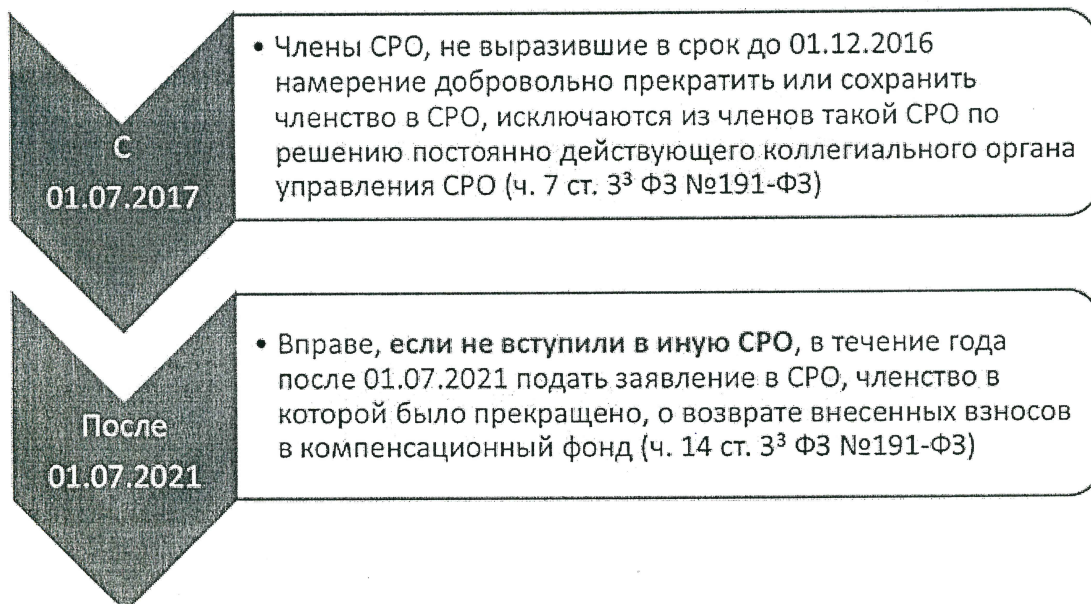 С
01.07.2017
• Члены СРО, не выразившие в срок до 01.12.2016
намерение добровольно прекратить или сохранить
членство в СРО, исключаются из членов такой СРО по
решению постоянно действующего коллегиального органа
управления СРО (ч. 7 ст. 3³ ФЗ №191-ФЗ)
После
01.07.2021
• Вправе, если не вступили в иную СРО, в течение года
после 01.07.2021 подать заявление в СРО, членство в
которой было прекращено, о возврате внесенных взносов
в компенсационный фонд (ч. 14 ст. 3³ ФЗ №191-ФЗ)